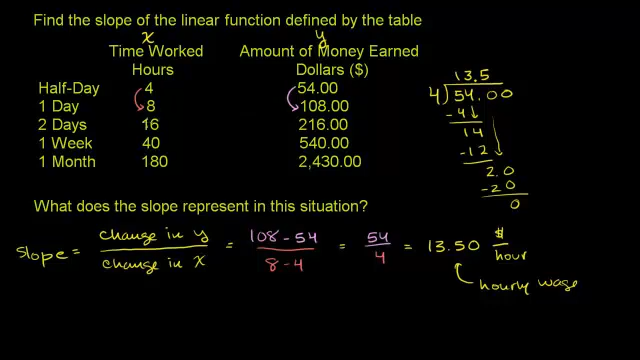 Find the slope of the linear function defined by the table
x y
Time Worked Amount of Money Earned
Hours Dollars ($)
Half-Day 4 54.00
1 Day 8 108.00
2 Days 16 216.00
1 Week 40 540.00
1 Month 180 2,430.00
13.5
4 54.00
-4
14
-12
2.0
-20
0
What does the slope represent in this situation?
slope = change in y / change in x = 108 - 54 / 8 - 4 = 54 / 4 = 13.50 $ / hour
hourly wage